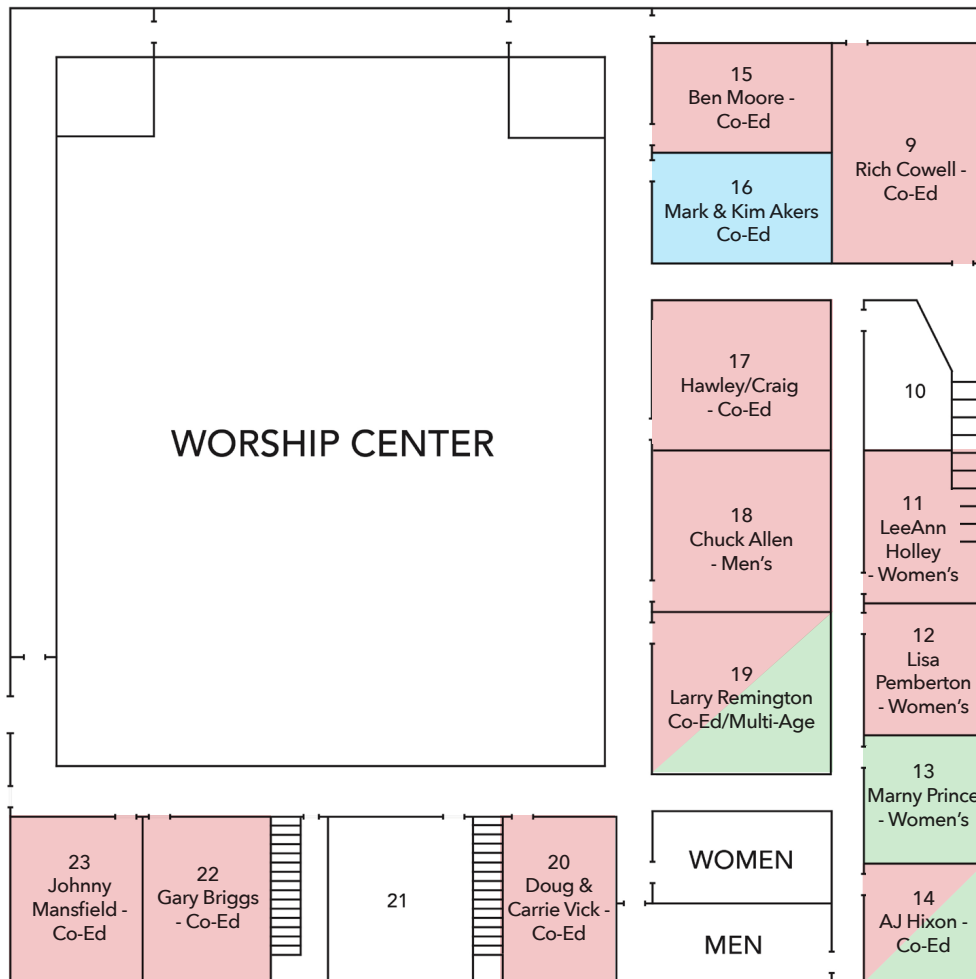 15
Ben Moore -
Co-Ed
9
Rich Cowell -
Co-Ed
16
Mark & Kim Akers
Co-Ed
17
Hawley/Craig
- Co-Ed
10
WORSHIP CENTER
18
Chuck Allen
- Men's
11
LeeAnn
Holley
- Women's
19
Larry Remington
Co-Ed/Multi-Age
12
Lisa
Pemberton
- Women's
13
Marny Prince
- Women's
23
Johnny
Mansfield -
Co-Ed
22
Gary Briggs
- Co-Ed
21
20
Doug &
Carrie Vick -
Co-Ed
WOMEN
MEN
14
AJ Hixon -
Co-Ed